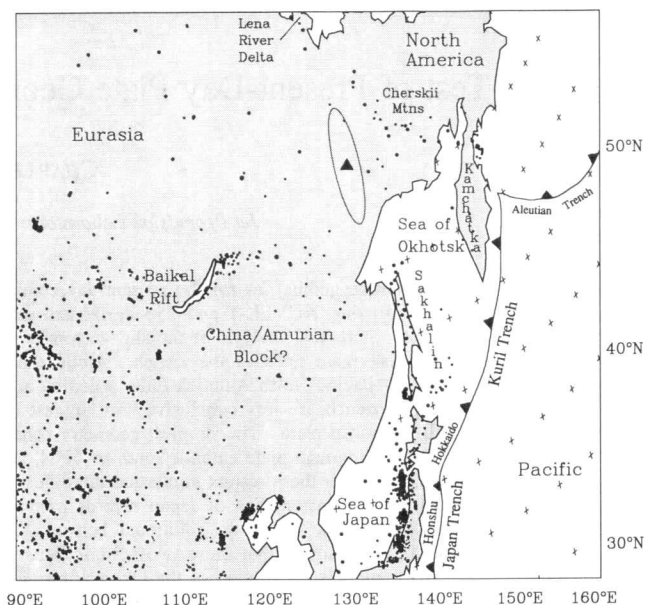 Lena
River
Delta
North
America
Cherskii
Mtns
Eurasia
50°N
Kamchatka
Aleutian
Trench
Sea of
Okhotsk
Baikal
Rift
Sakhalin
China/Amurian
Block?
Kuril Trench
40°N
Hokkaido
Pacific
Sea of
Japan
Honshu
Japan Trench
30°N
90°E 100°E 110°E 120°E 130°E 140°E 150°E 160°E